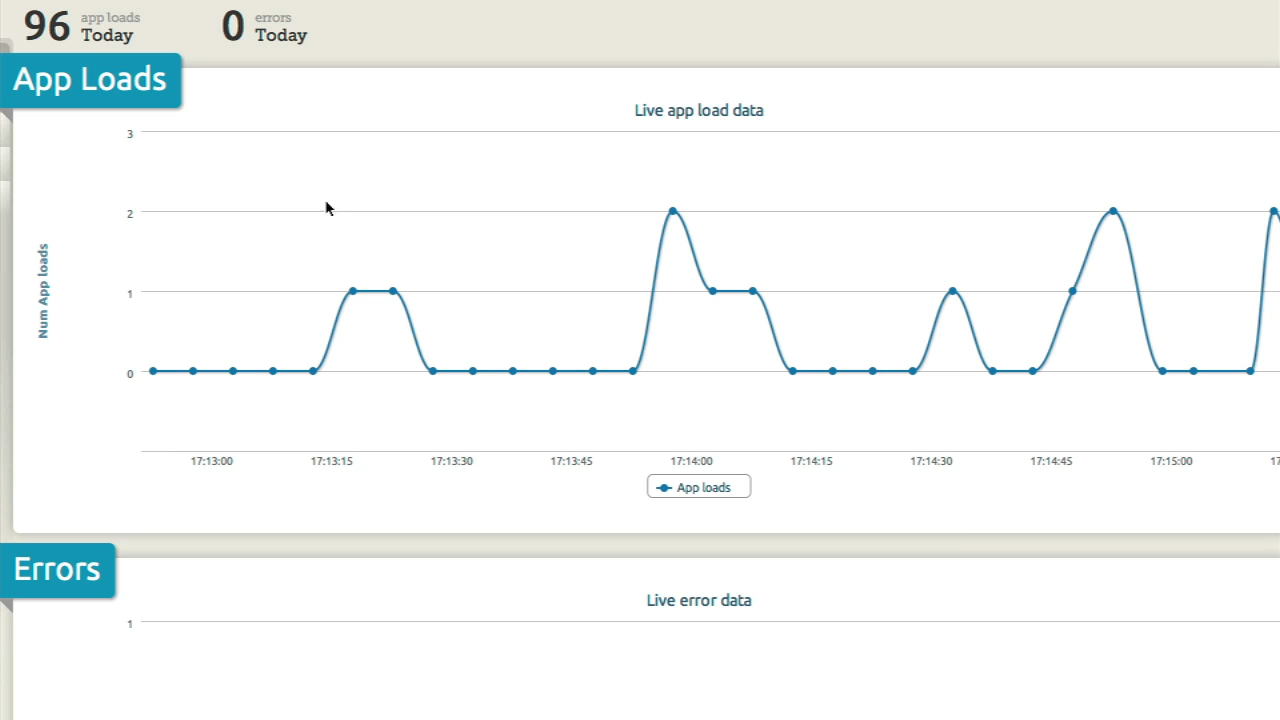 96 app loads Today
0 errors Today
App Loads
Live app load data
3
2
1
0
Num App loads
17:13:00 17:13:15 17:13:30 17:13:45 17:14:00 17:14:15 17:14:30 17:14:45 17:15:00 17
App loads
Errors
Live error data
1